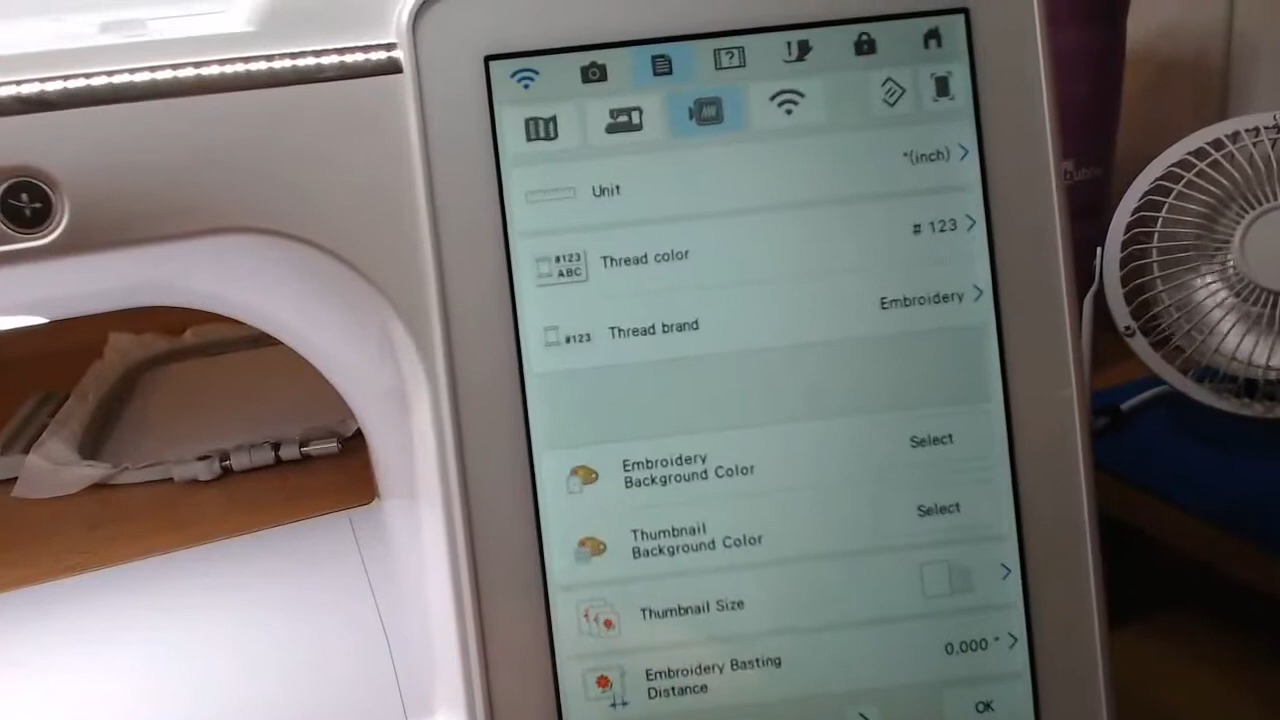 "(inch)
Unit
# 123
#123
ABC
Thread color
Embroidery
#123
Thread brand
Select
Embroidery
Background Color
Select
Thumbnail
Background Color
Thumbnail Size
0.000 "
Embroidery Basting
Distance
OK